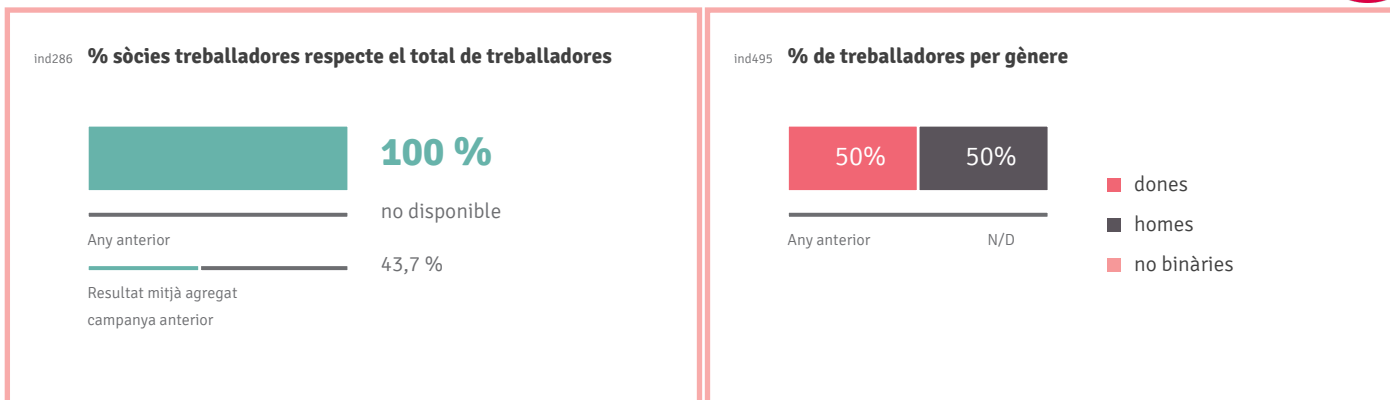 ind286 % sòcies treballadores respecte el total de treballadores
100 %
no disponible
Any anterior
43,7 %
Resultat mitjà agregat
campanya anterior
ind495 % de treballadores per gènere
50% 50%
dones
homes
no binàries
Any anterior N/D